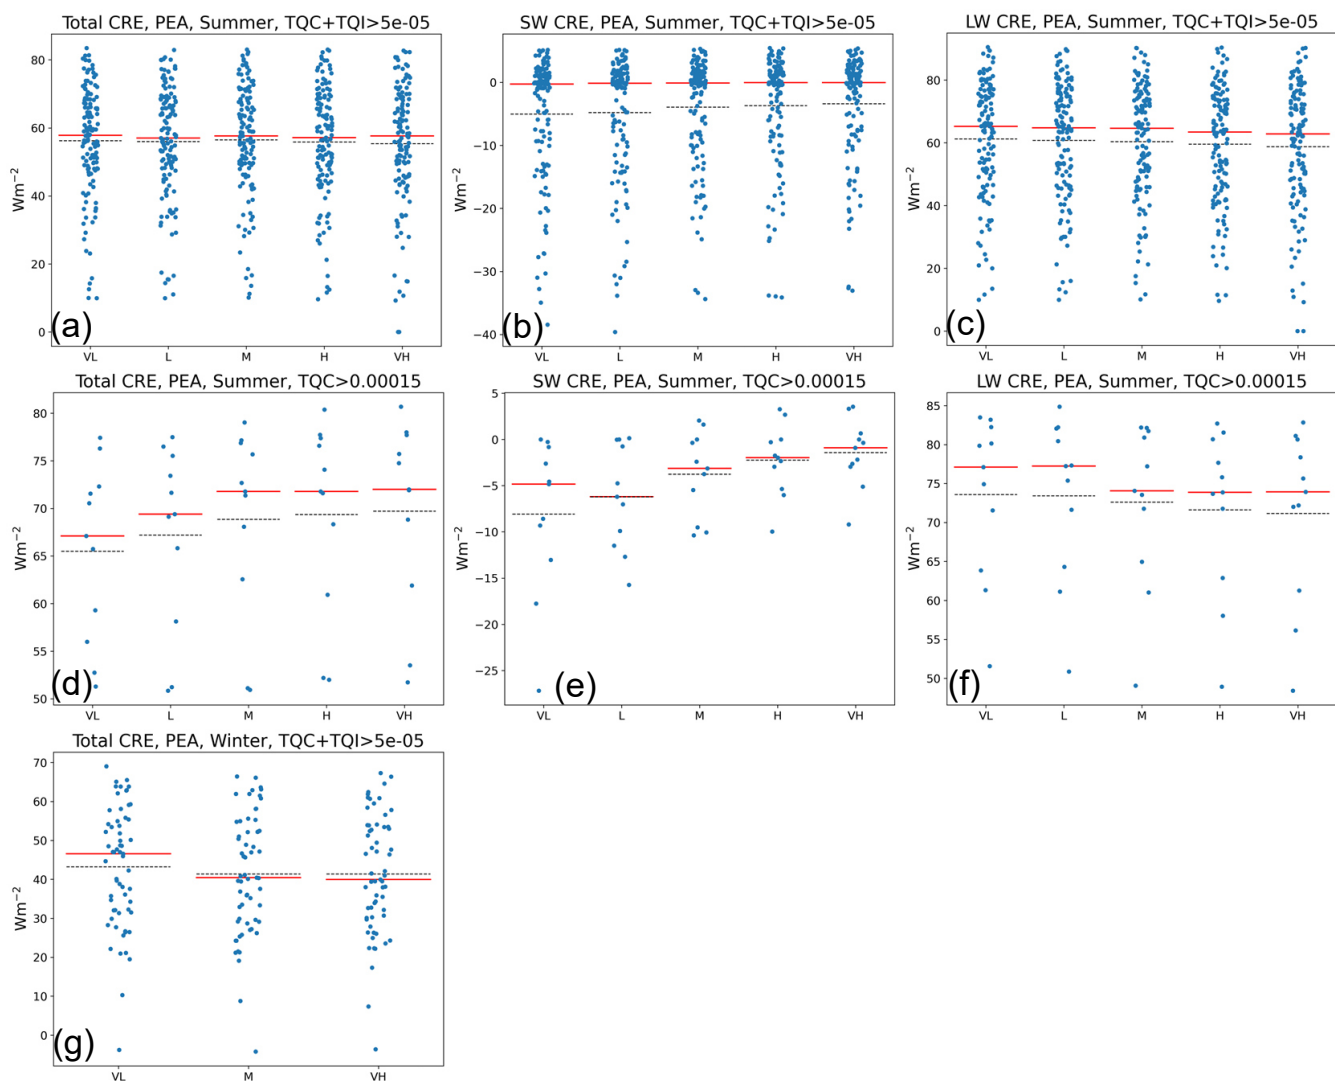 Total CRE, PEA, Summer, TQC+TQI>5e-05
Wm−2
80
60
40
20
0
(a)
VL L M H VH
SW CRE, PEA, Summer, TQC+TQI>5e-05
Wm−2
0
−10
−20
−30
−40
(b)
VL L M H VH
LW CRE, PEA, Summer, TQC+TQI>5e-05
Wm−2
80
60
40
20
0
(c)
VL L M H VH
Total CRE, PEA, Summer, TQC>0.00015
Wm−2
80
75
70
65
60
55
50
(d)
VL L M H VH
SW CRE, PEA, Summer, TQC>0.00015
Wm−2
5
0
−5
−10
−15
−20
−25
(e)
VL L M H VH
LW CRE, PEA, Summer, TQC>0.00015
Wm−2
85
80
75
70
65
60
55
50
(f)
VL L M H VH
Total CRE, PEA, Winter, TQC+TQI>5e-05
Wm−2
70
60
50
40
30
20
10
0
(g)
VL M VH